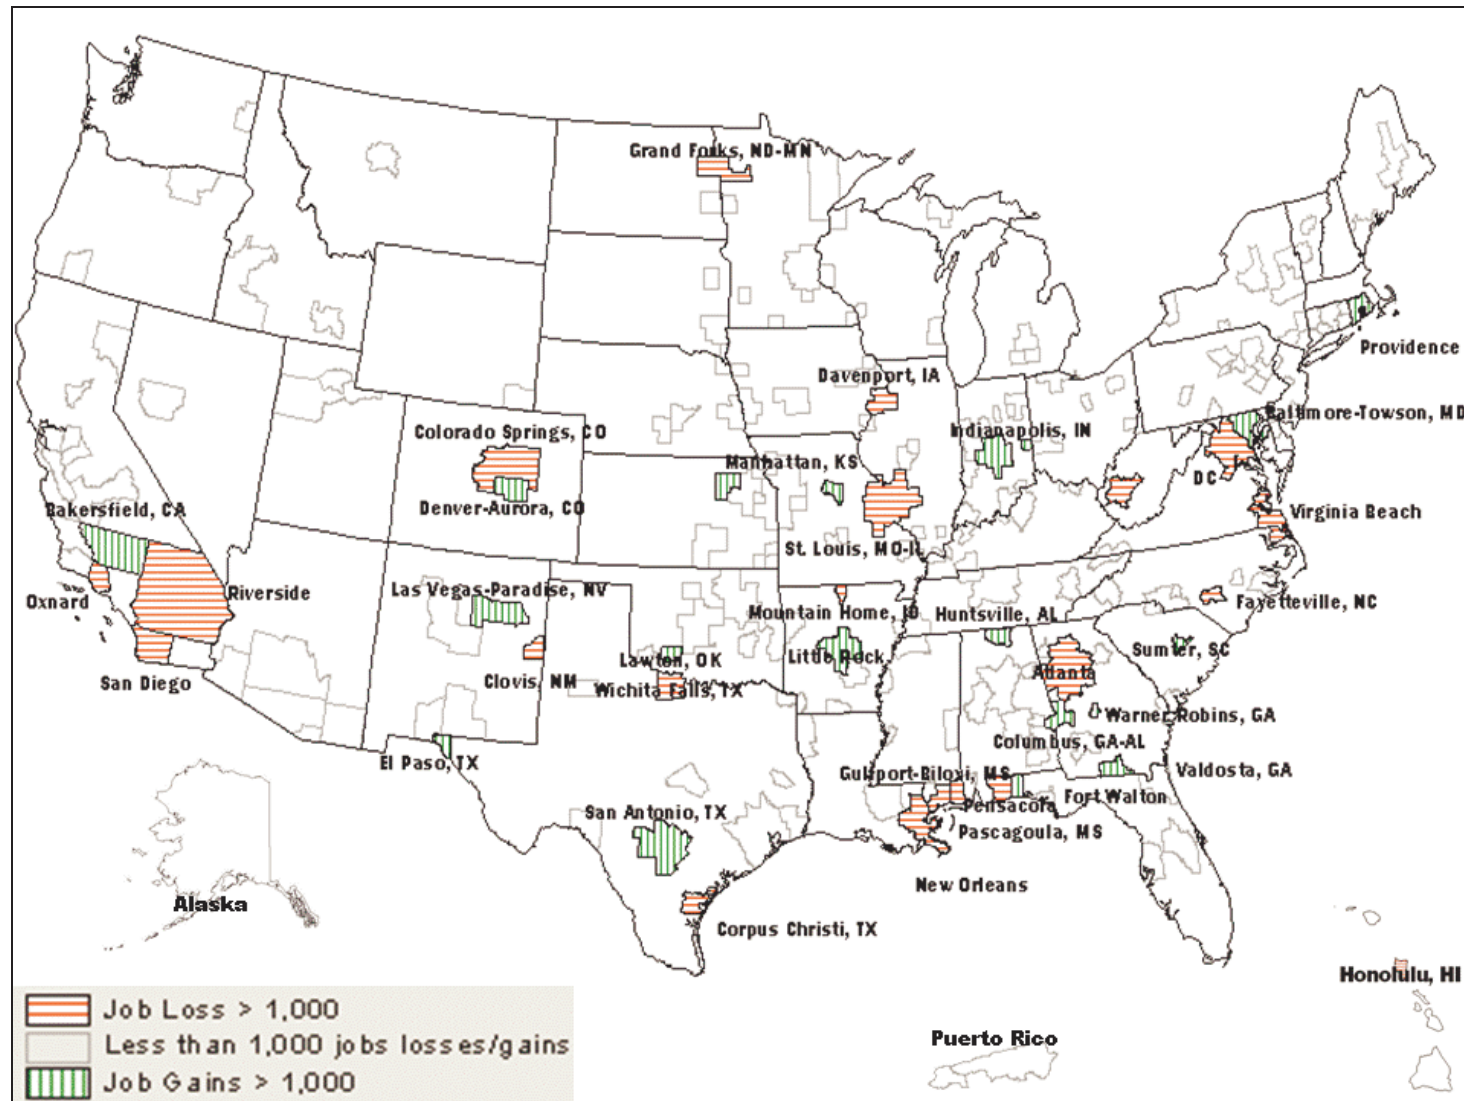 Grand Forks, ND-MN
Providence
Davenport, IA
Baltimore-Towson, MD
Colorado Springs, CO
Indianapolis, IN
Manhattan, KS
DC
Bakersfield, CA
Denver-Aurora, CO
Virginia Beach
St. Louis, MO-IL
Oxnard
Riverside
Las Vegas-Paradise, NV
Mountain Home, ID
Huntsville, AL
Fayetteville, NC
Lawton, OK
Little Rock
Sumter, SC
San Diego
Clovis, NM
Wichita Falls, TX
Atlanta
Warner Robins, GA
Columbus, GA-AL
El Paso, TX
Gulfport-Biloxi, MS
Valdosta, GA
Fort Walton
Pensacola
San Antonio, TX
Pascagoula, MS
New Orleans
Alaska
Corpus Christi, TX
Honolulu, HI
Puerto Rico
Job Loss > 1,000
Less than 1,000 jobs losses/gains
Job Gains > 1,000